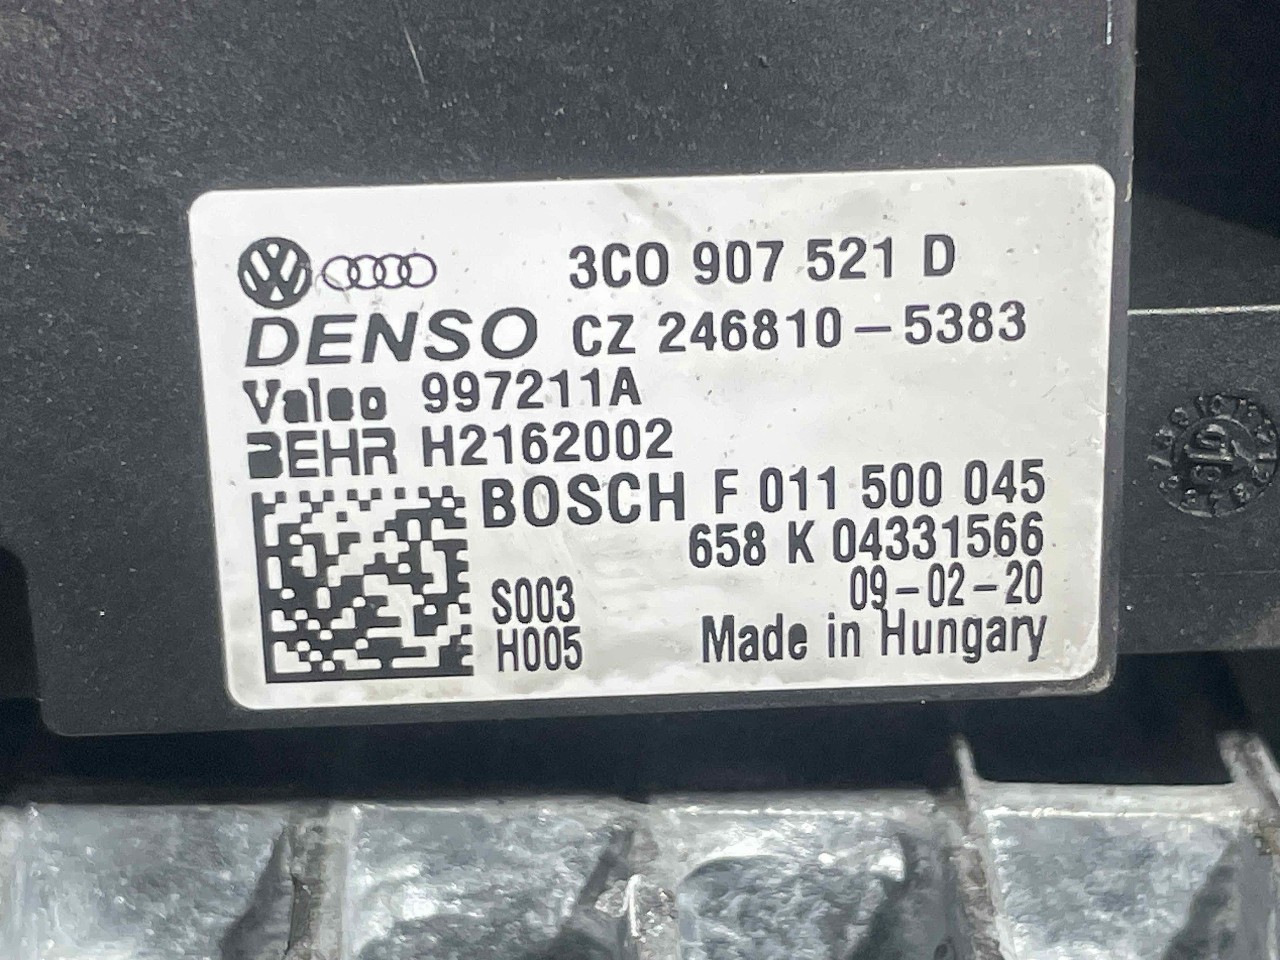 3C0 907 521 D
DENSO CZ 246810-5383
Valeo 997211A
BEHR H2162002
BOSCH F 011 500 045
658 K 04331566
S003 09-02-20
H005 Made in Hungary